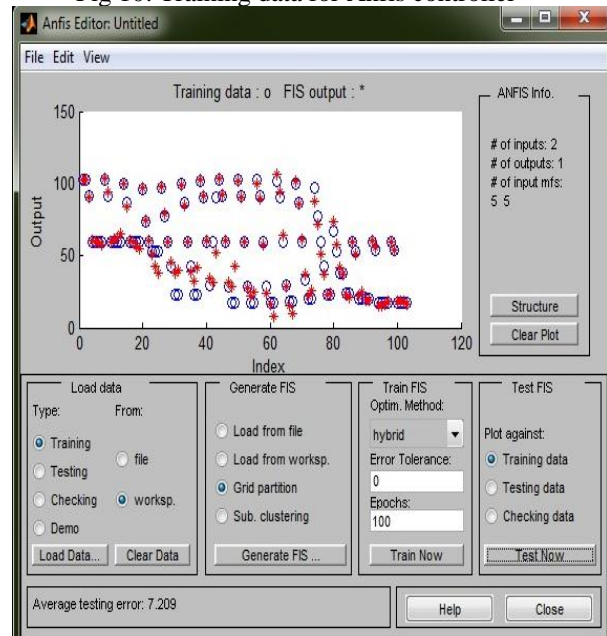 Fig 10: Training data for Anfis controller
Anfis Editor: Untitled
File Edit View
Training data : o FIS output : *
150
100
50
0
Output
0 20 40 60 80 100 120
Index
ANFIS Info.
# of inputs: 2
# of outputs: 1
# of input mfs:
5 5
Structure
Clear Plot
Load data
Type: From:
Training
Testing
Checking
Demo
file
worksp.
Load Data... Clear Data
Generate FIS
Load from file
Load from worksp.
Grid partition
Sub. clustering
Generate FIS ...
Train FIS
Optim. Method:
hybrid
Error Tolerance:
0
Epochs:
100
Train Now
Test FIS
Plot against:
Training data
Testing data
Checking data
Test Now
Average testing error: 7.209
Help
Close